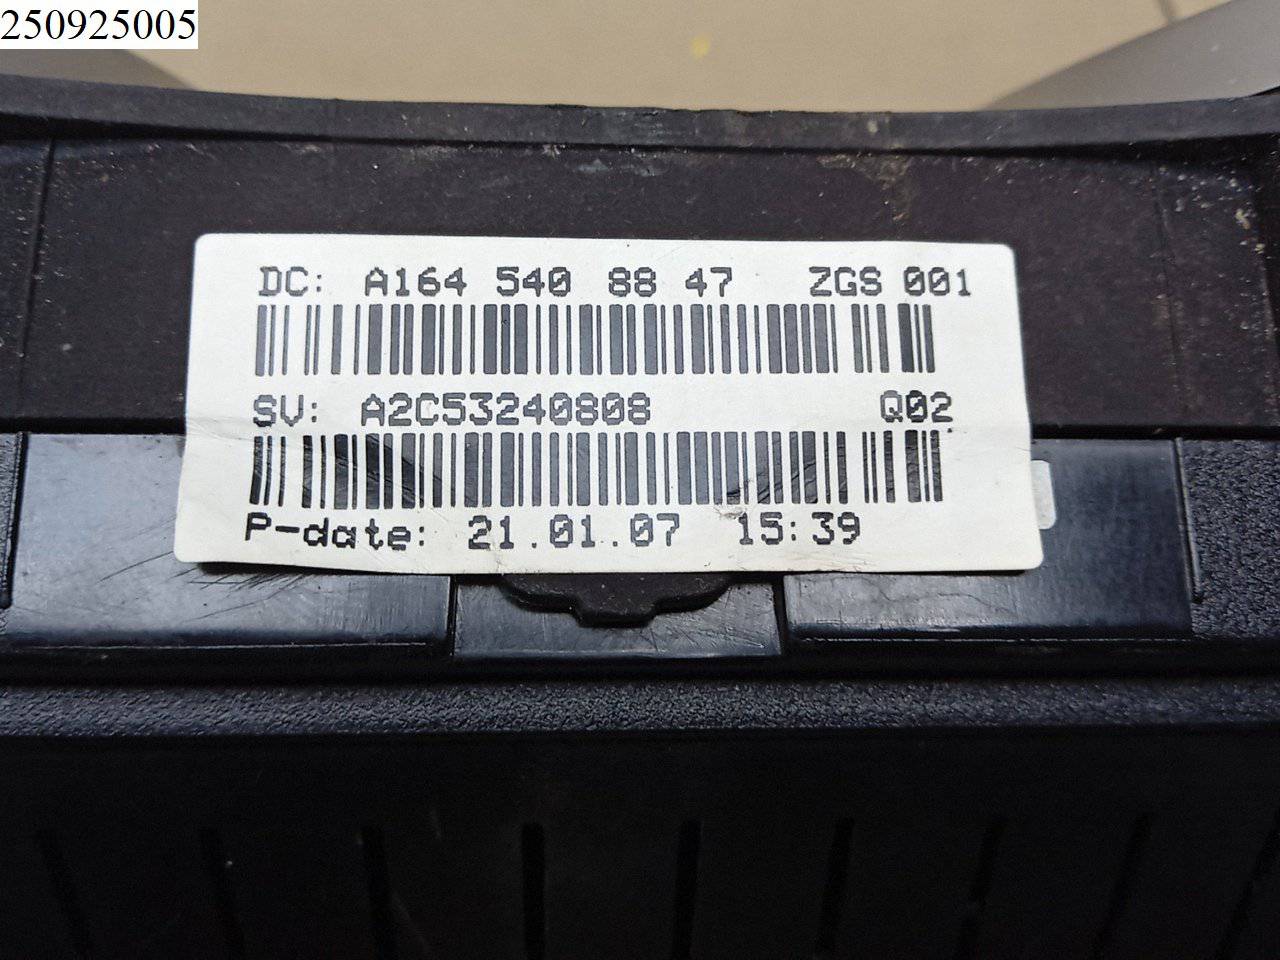 250925005
DC: A164 540 88 47 ZGS 001
SV: A2C53240808 Q02
P-date: 21.01.07 15:39